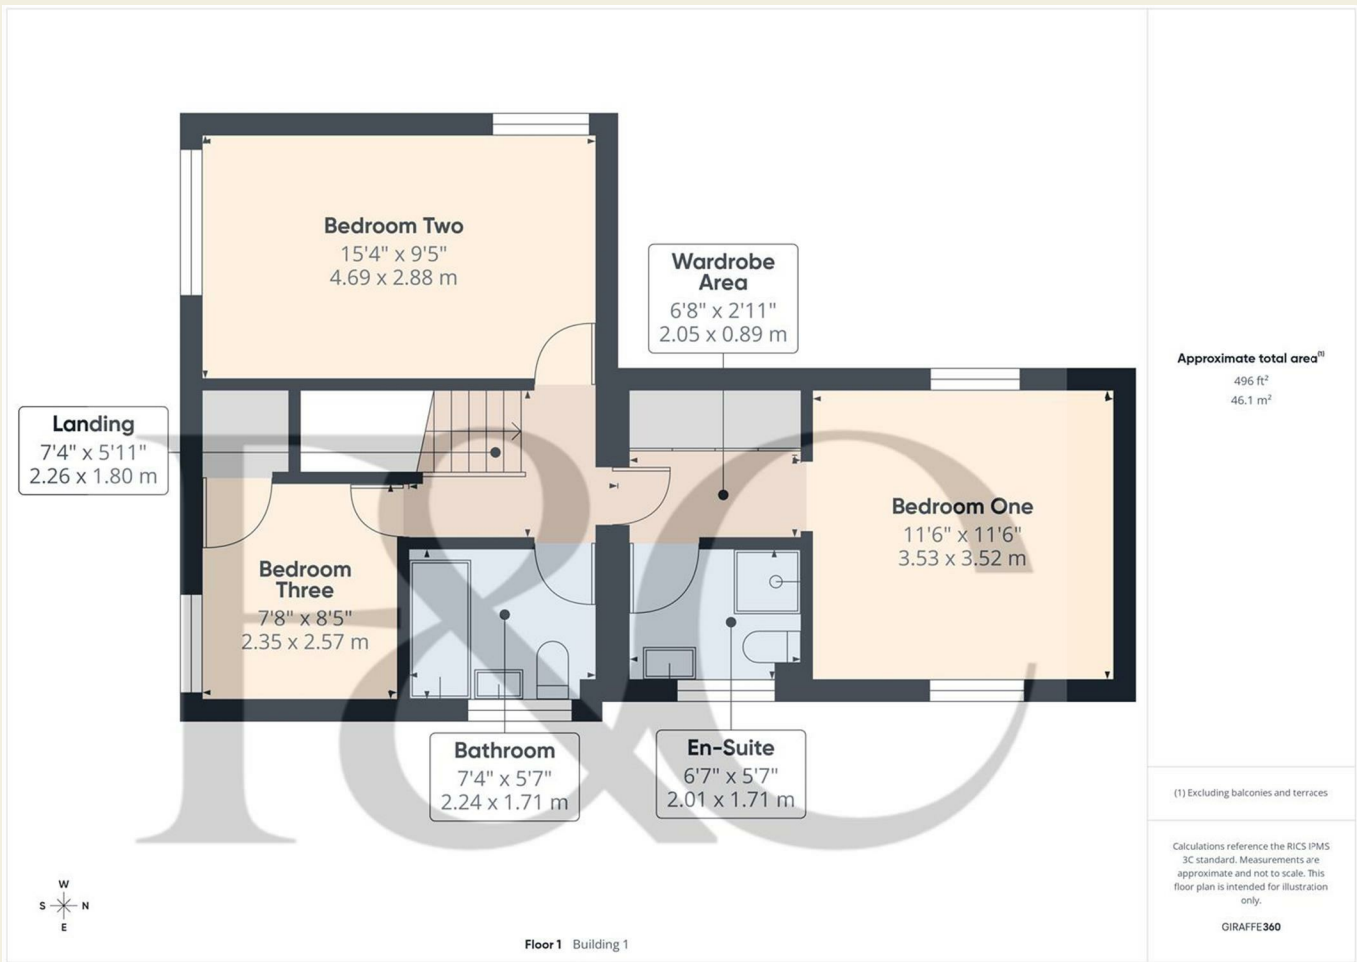 Bedroom Two
15'4" x 9'5"
4.69 x 2.88 m
Wardrobe
Area
6'8" x 2'11"
2.05 x 0.89 m
Landing
7'4" x 5'11"
2.26 x 1.80 m
Bedroom One
11'6" x 11'6"
3.53 x 3.52 m
Bedroom
Three
7'8" x 8'5"
2.35 x 2.57 m
Bathroom
7'4" x 5'7"
2.24 x 1.71 m
En-Suite
6'7" x 5'7"
2.01 x 1.71 m
F&C
W
S N
E
Floor 1 Building 1
Approximate total area(1)
496 ft²
46.1 m²
(1) Excluding balconies and terraces
Calculations reference the RICS IPMS
3C standard. Measurements are
approximate and not to scale. This
floor plan is intended for illustration
only.
GIRAFFE360